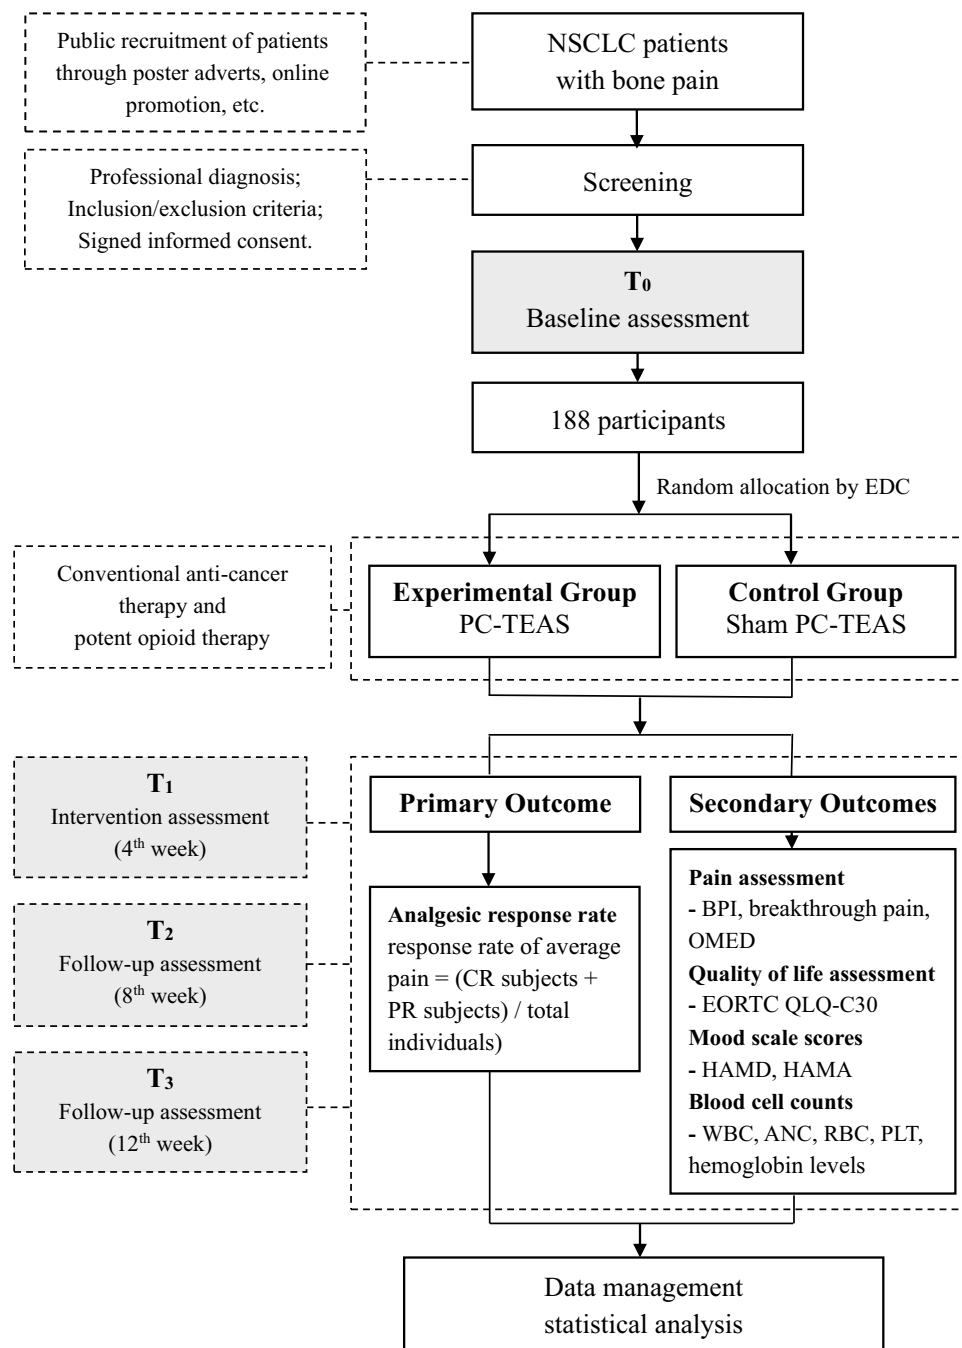 Public recruitment of patients
through poster adverts, online
promotion, etc.
NSCLC patients
with bone pain
Professional diagnosis;
Inclusion/exclusion criteria;
Signed informed consent.
Screening
T0
Baseline assessment
188 participants
Random allocation by EDC
Conventional anti-cancer
therapy and
potent opioid therapy
Experimental Group
PC-TEAS
Control Group
Sham PC-TEAS
T1
Intervention assessment
(4th week)
T2
Follow-up assessment
(8th week)
T3
Follow-up assessment
(12th week)
Primary Outcome
Analgesic response rate
response rate of average
pain = (CR subjects +
PR subjects) / total
individuals)
Secondary Outcomes
Pain assessment
- BPI, breakthrough pain,
OMED
Quality of life assessment
- EORTC QLQ-C30
Mood scale scores
- HAMD, HAMA
Blood cell counts
- WBC, ANC, RBC, PLT,
hemoglobin levels
Data management
statistical analysis